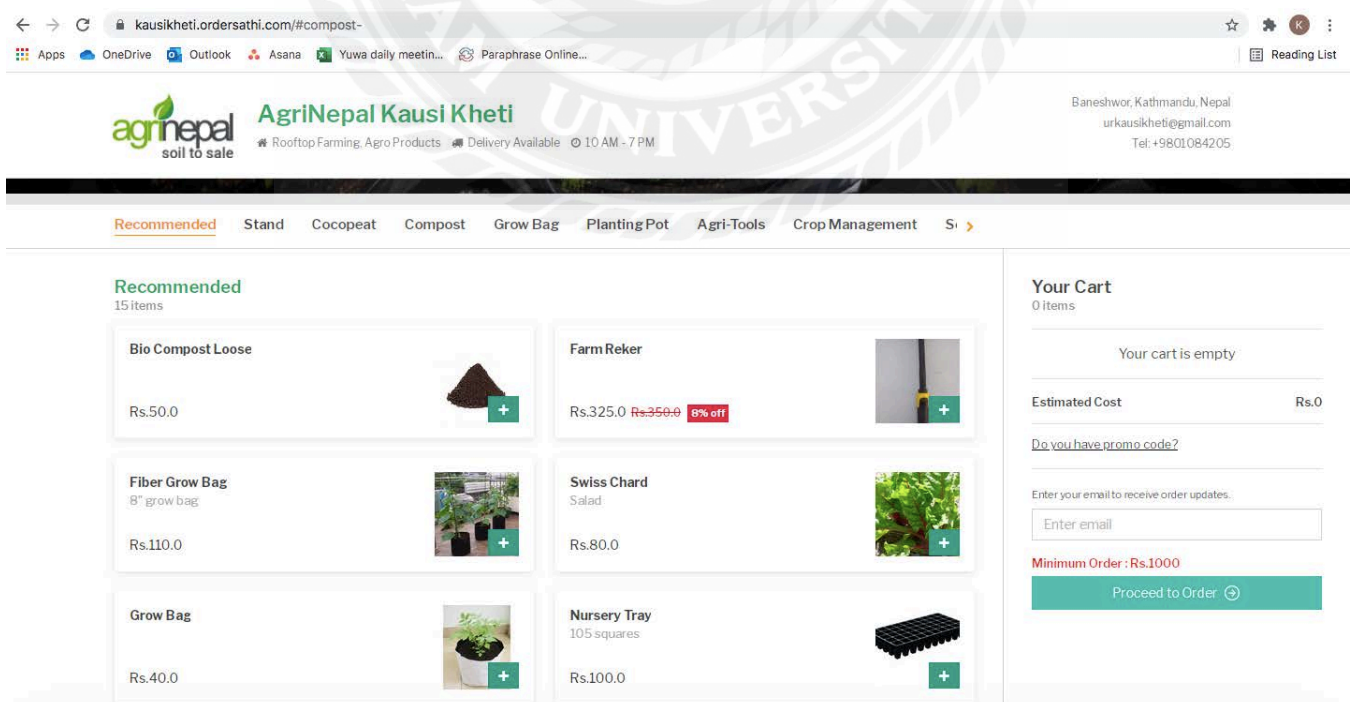 kausikheti.ordersathi.com/#compost-
K
Apps OneDrive Outlook Asana Yuwa daily meetin... Paraphrase Online... Reading List
agrinepal
soil to sale
AgriNepal Kausi Kheti
Rooftop Farming, Agro Products Delivery Available 10 AM - 7 PM
Baneshwor, Kathmandu, Nepal
urkausikheti@gmail.com
Tel: +9801084205
Recommended Stand Cocopeat Compost Grow Bag Planting Pot Agri-Tools Crop Management
Recommended
15 items
Bio Compost Loose
Rs.50.0
Farm Reker
Rs.325.0 Rs.350.0 8% off
Fiber Grow Bag
8" grow bag
Rs.110.0
Swiss Chard
Salad
Rs.80.0
Grow Bag
Rs.40.0
Nursery Tray
105 squares
Rs.100.0
Your Cart
0 items
Your cart is empty
Estimated Cost Rs.0
Do you have promo code?
Enter your email to receive order updates.
Enter email
Minimum Order : Rs.1000
Proceed to Order